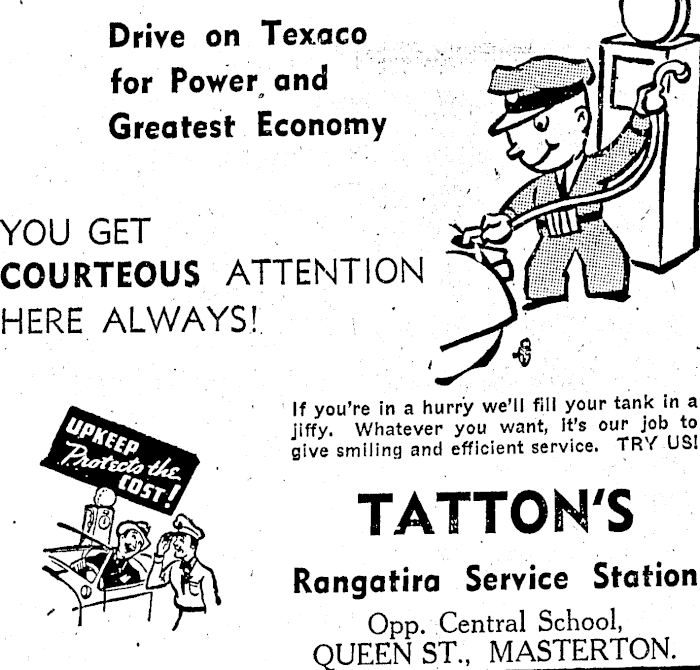 Drive on Texaco
for Power and
Greatest Economy
YOU GET
COURTEOUS ATTENTION
HERE ALWAYS!
If you're in a hurry we'll fill your tank in a
jiffy. Whatever you want, it's our job to
give smiling and efficient service. TRY US!
UPKEEP
Protects the
COST!
TATTON'S
Rangatira Service Station
Opp. Central School,
QUEEN ST., MASTERTON.